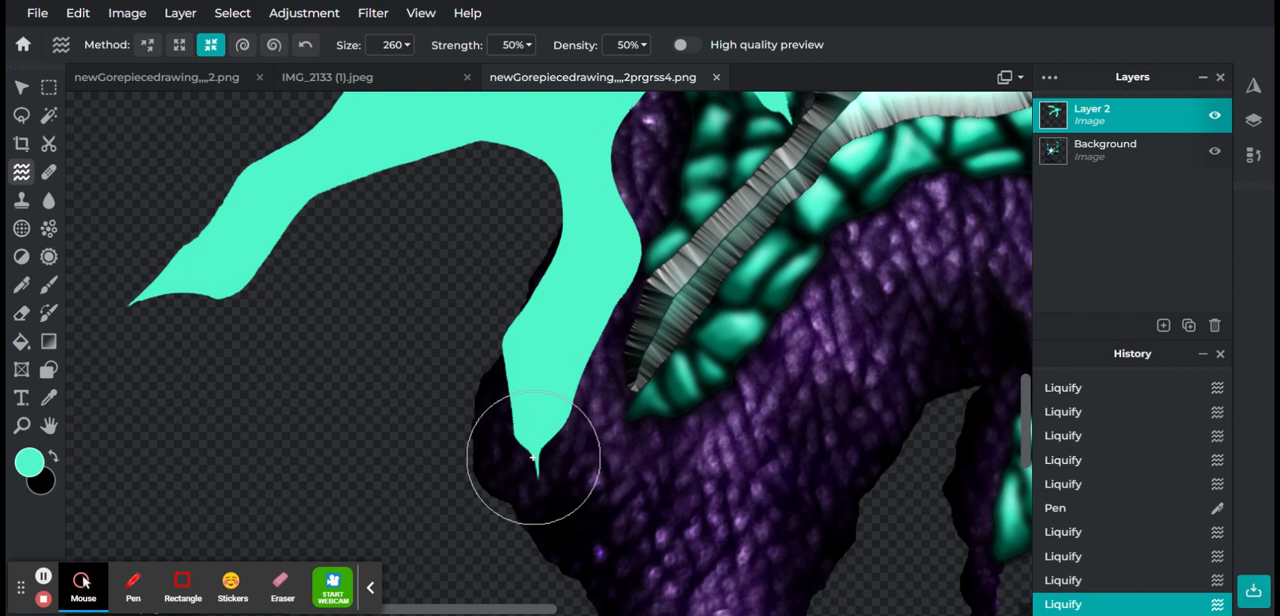 File Edit Image Layer Select Adjustment Filter View Help
Method: Size: 260 Strength: 50% Density: 50% High quality preview
newGorepiecedrawing,,,,2.png IMG_2133 (1).jpeg newGorepiecedrawing,,,,2prgrss4.png
Layers
Layer 2
Image
Background
Image
History
Liquify
Liquify
Liquify
Liquify
Liquify
Pen
Liquify
Liquify
Liquify
Liquify
Mouse Pen Rectangle Stickers Eraser START
WEBCAM